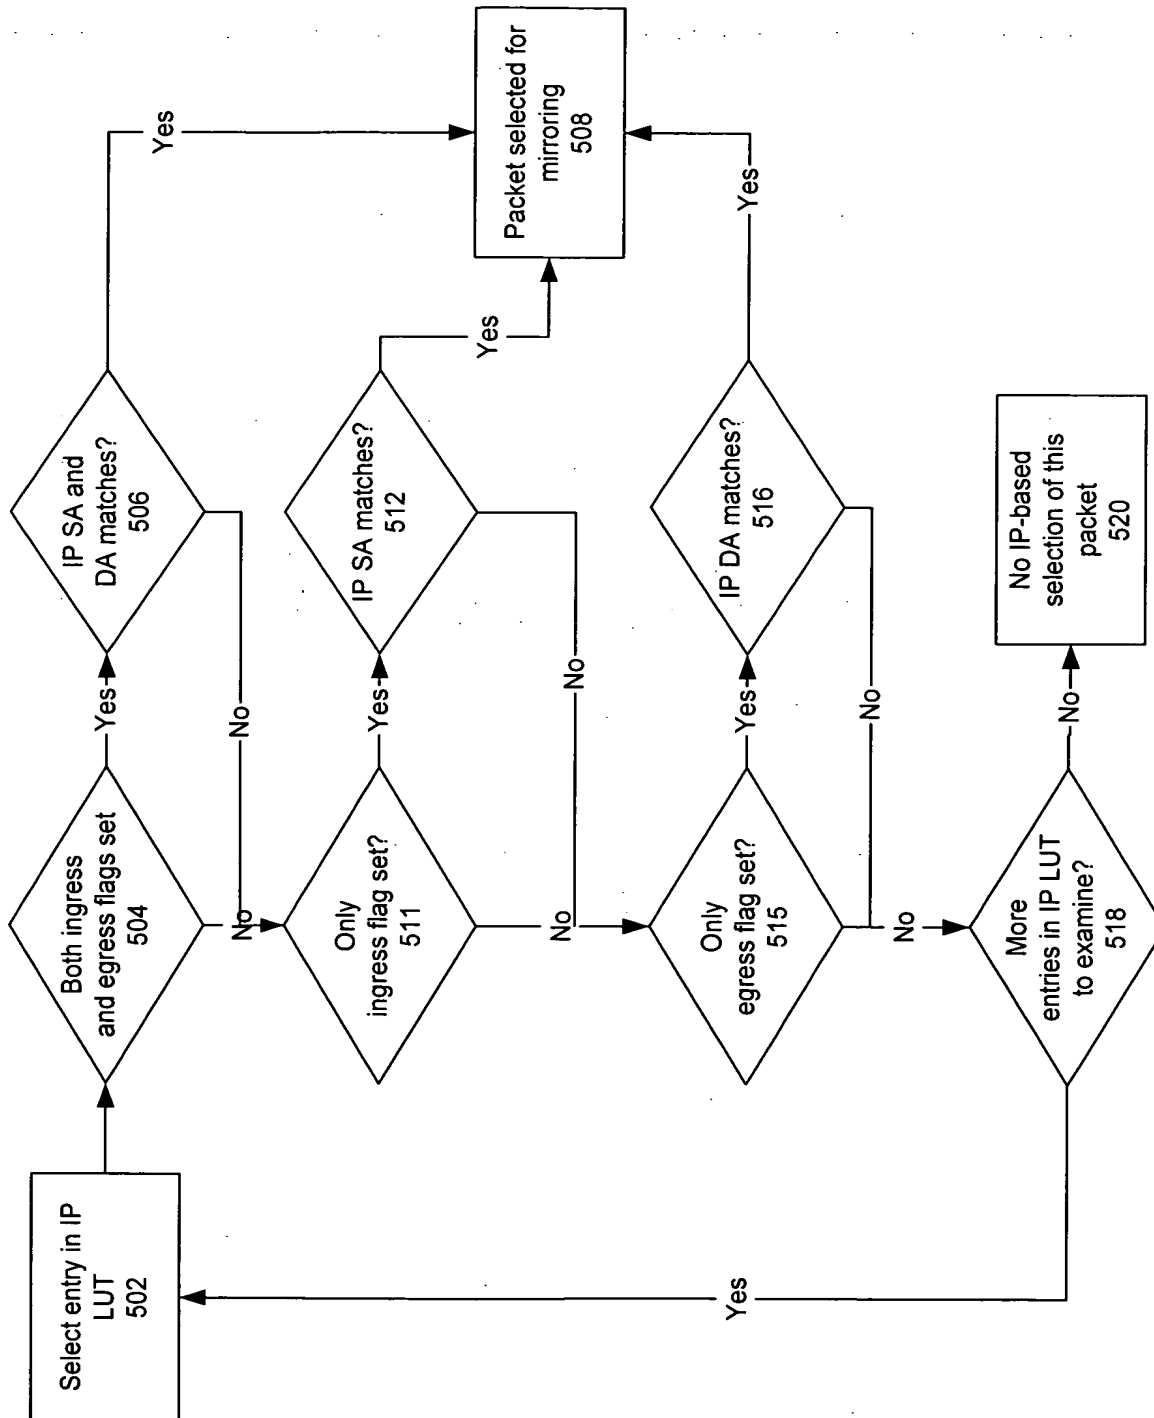 Select entry in IP
LUT
502
Both ingress
and egress flags set
504
Yes
IP SA and
DA matches?
506
Yes
No
No
Packet selected for
mirroring
508
Only
ingress flag set?
511
Yes
IP SA matches?
512
Yes
No
No
Only
egress flag set?
515
Yes
IP DA matches?
516
Yes
No
No
More
entries in IP LUT
to examine?
518
No
Yes
No IP-based
selection of this
packet
520